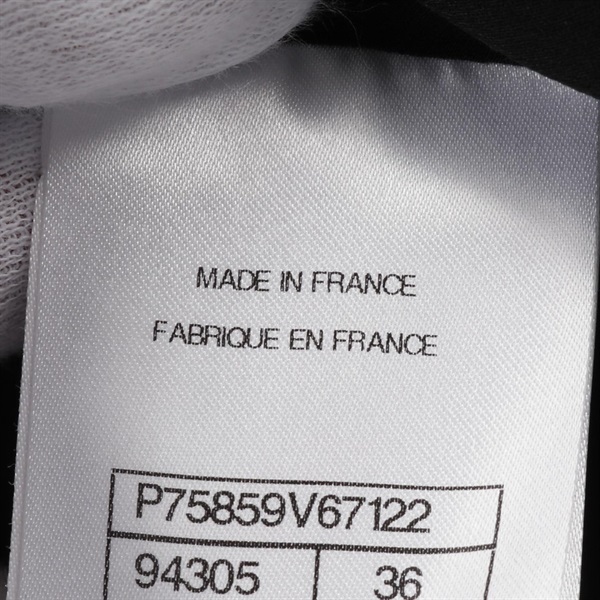 MADE IN FRANCE
FABRIQUE EN FRANCE
P75859V67122
94305 36